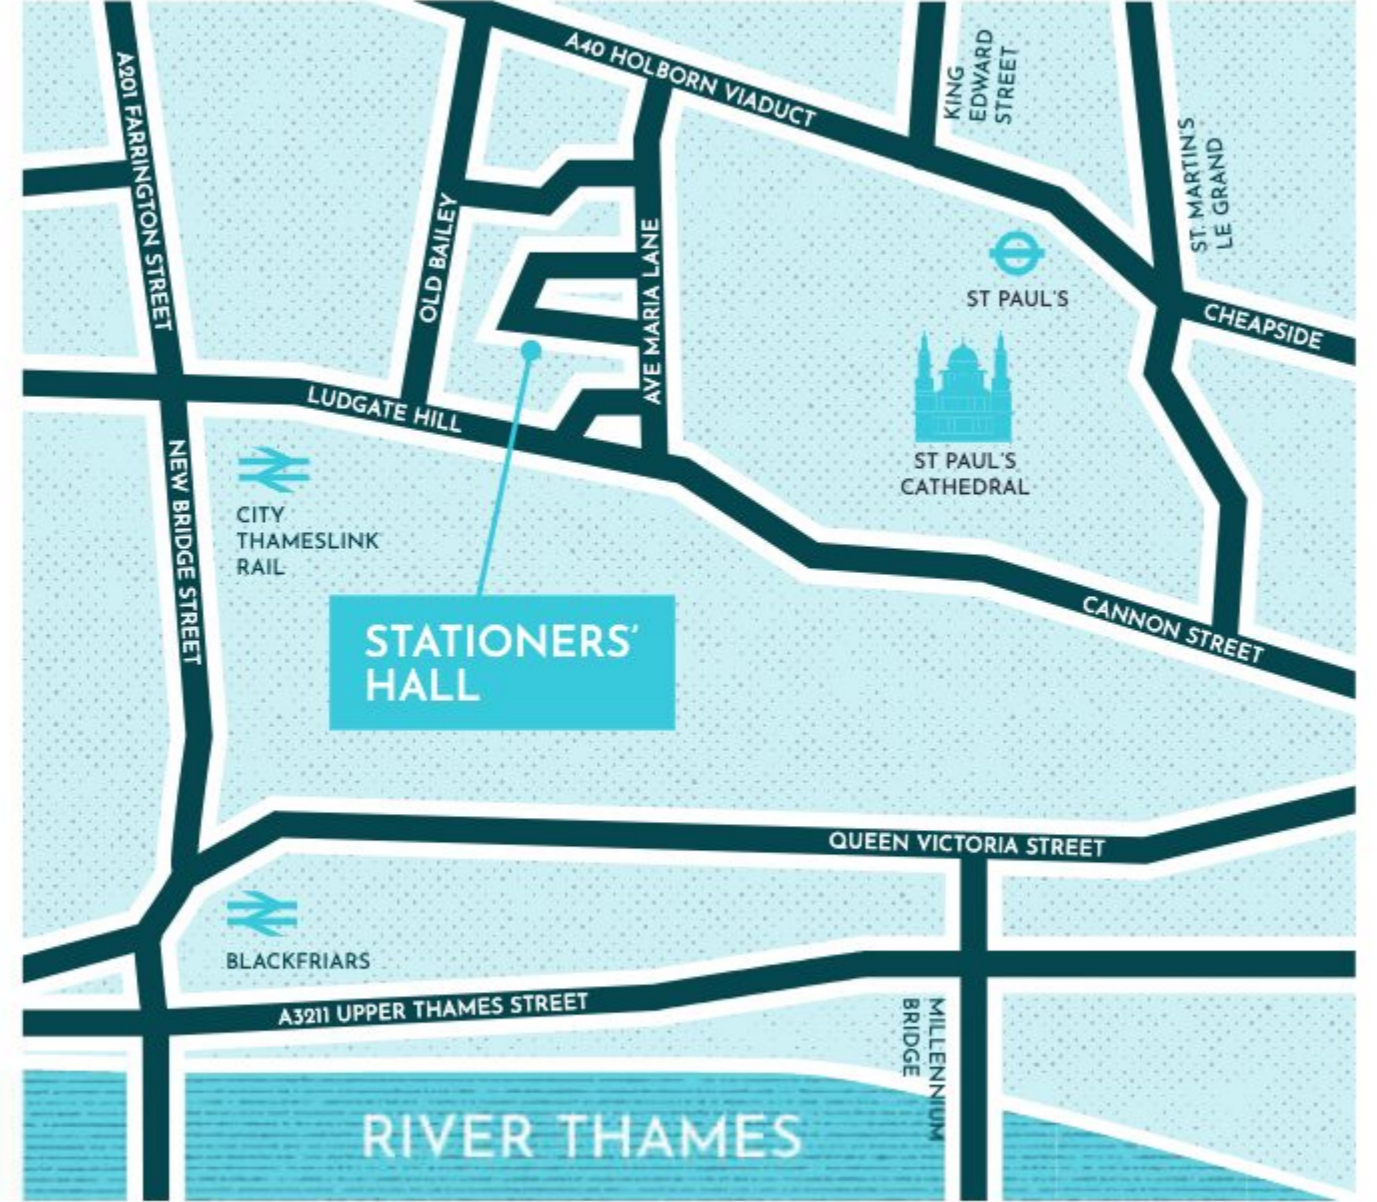 A40 HOLBORN VIADUCT
KING
EDWARD
STREET
A201 FARRINGTON STREET
ST. MARTIN'S
LE GRAND
OLD BAILEY
AVE MARIA LANE
ST PAUL'S
CHEAPSIDE
LUDGATE HILL
ST PAUL'S
CATHEDRAL
NEW BRIDGE STREET
CITY
THAMESLINK
RAIL
CANNON STREET
STATIONERS'
HALL
QUEEN VICTORIA STREET
BLACKFRIARS
A3211 UPPER THAMES STREET
MILLENNIUM
BRIDGE
RIVER THAMES